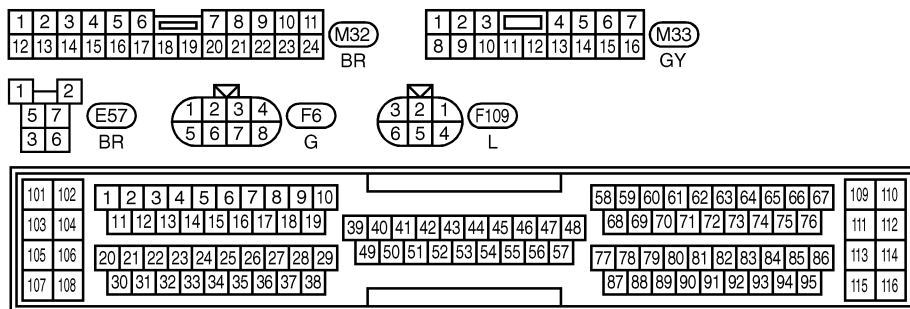 1 2 3 4 5 6 7 8 9 10 11
12 13 14 15 16 17 18 19 20 21 22 23 24
M32
BR
1 2 3 4 5 6 7
8 9 10 11 12 13 14 15 16
M33
GY
1 2
5 7
3 6
E57
BR
1 2 3 4
5 6 7 8
F6
G
3 2 1
6 5 4
F109
L
101 102
103 104
105 106
107 108
1 2 3 4 5 6 7 8 9 10
11 12 13 14 15 16 17 18 19
20 21 22 23 24 25 26 27 28 29
30 31 32 33 34 35 36 37 38
39 40 41 42 43 44 45 46 47 48
49 50 51 52 53 54 55 56 57
58 59 60 61 62 63 64 65 66 67
68 69 70 71 72 73 74 75 76
77 78 79 80 81 82 83 84 85 86
87 88 89 90 91 92 93 94 95
109 110
111 112
113 114
115 116